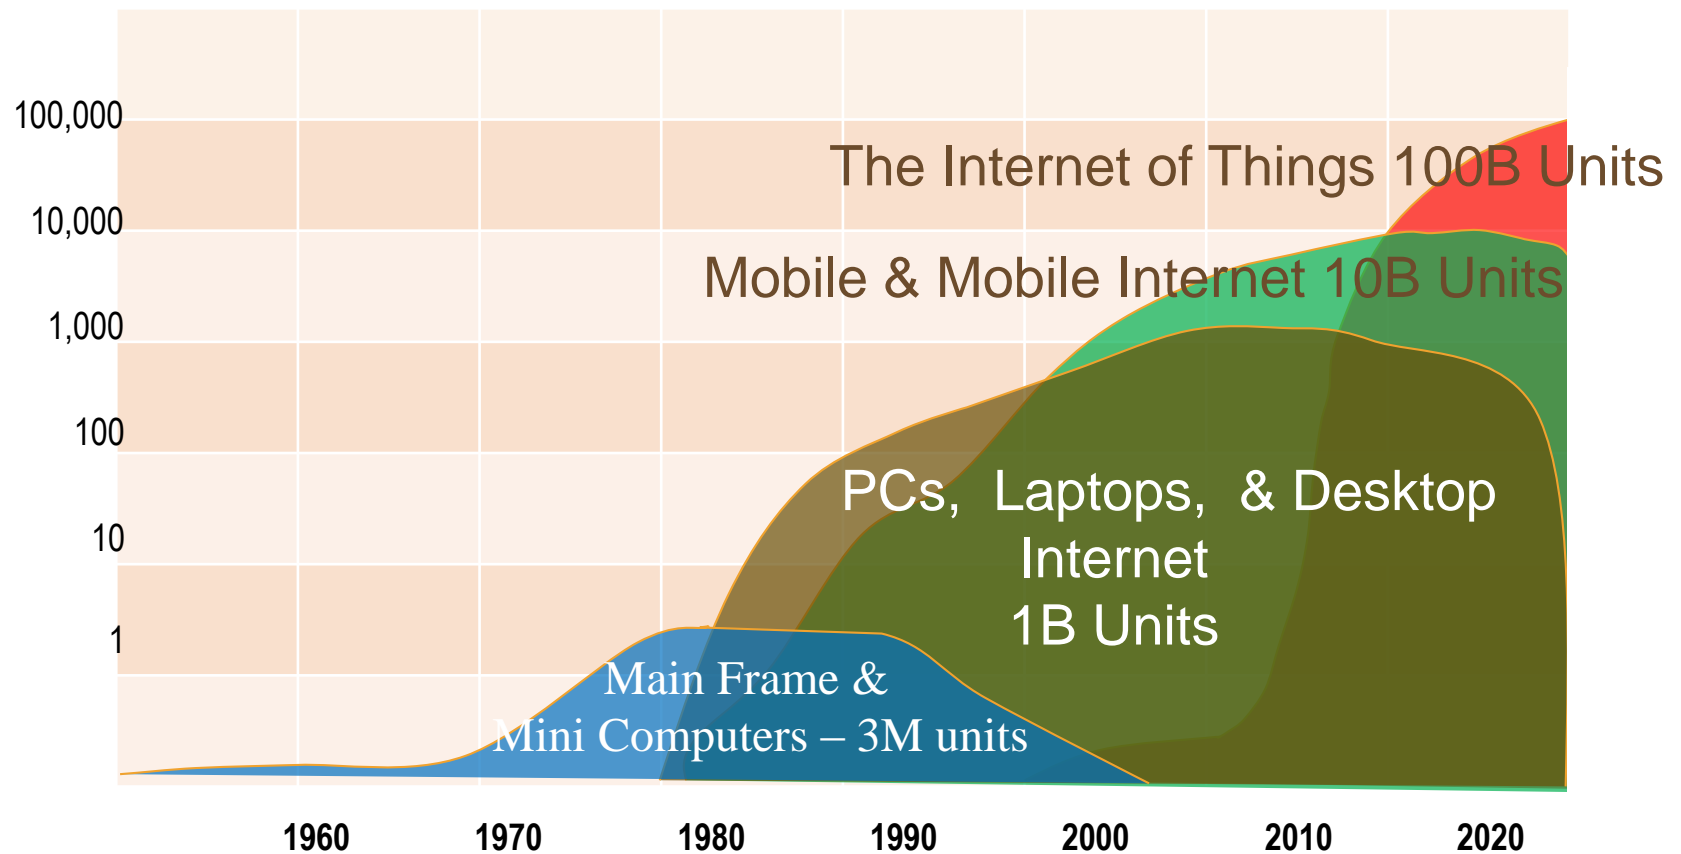 100,000
The Internet of Things 100B Units
10,000
Mobile & Mobile Internet 10B Units
1,000
100
PCs, Laptops, & Desktop
Internet
1B Units
10
1
Main Frame &
Mini Computers – 3M units
1960 1970 1980 1990 2000 2010 2020